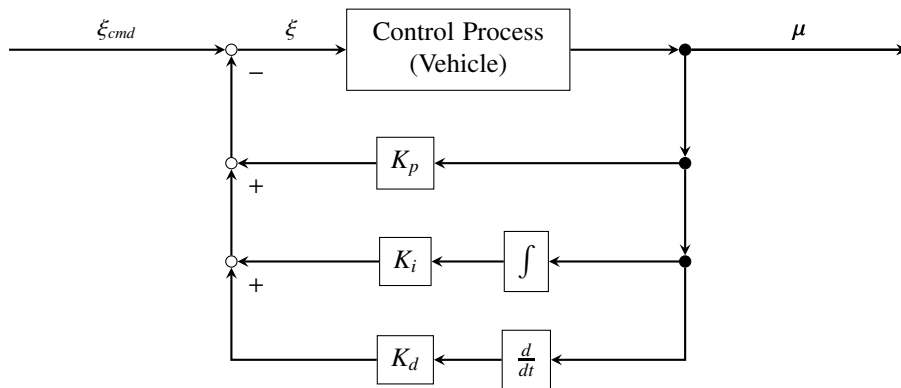 ξcmd
ξ
Control Process
(Vehicle)
μ
−
Kp
+
Ki
∫
+
Kd
d
dt